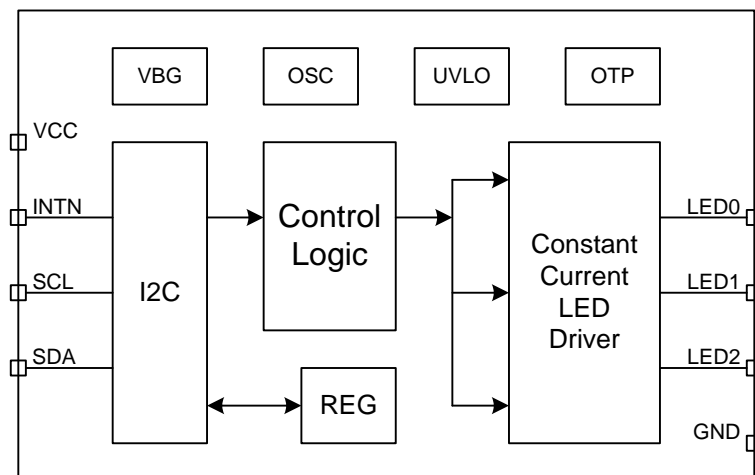 VBG
OSC
UVLO
OTP
VCC
INTN
SCL
SDA
I2C
Control
Logic
REG
Constant
Current
LED
Driver
LED0
LED1
LED2
GND